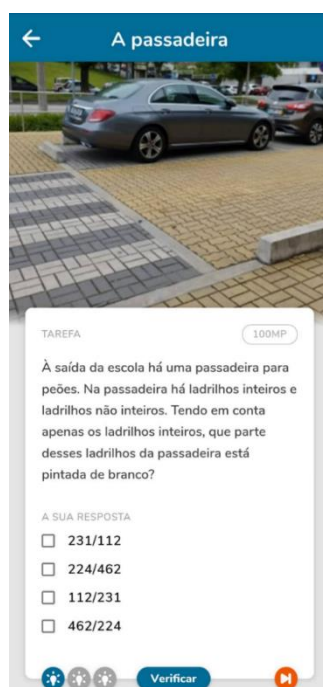 A passadeira
TAREFA
100MP
À saída da escola há uma passadeira para
peões. Na passadeira há ladrilhos inteiros e
ladrilhos não inteiros. Tendo em conta
apenas os ladrilhos inteiros, que parte
desses ladrilhos da passadeira está
pintada de branco?
A SUA RESPOSTA
231/112
224/462
112/231
462/224
Verificar